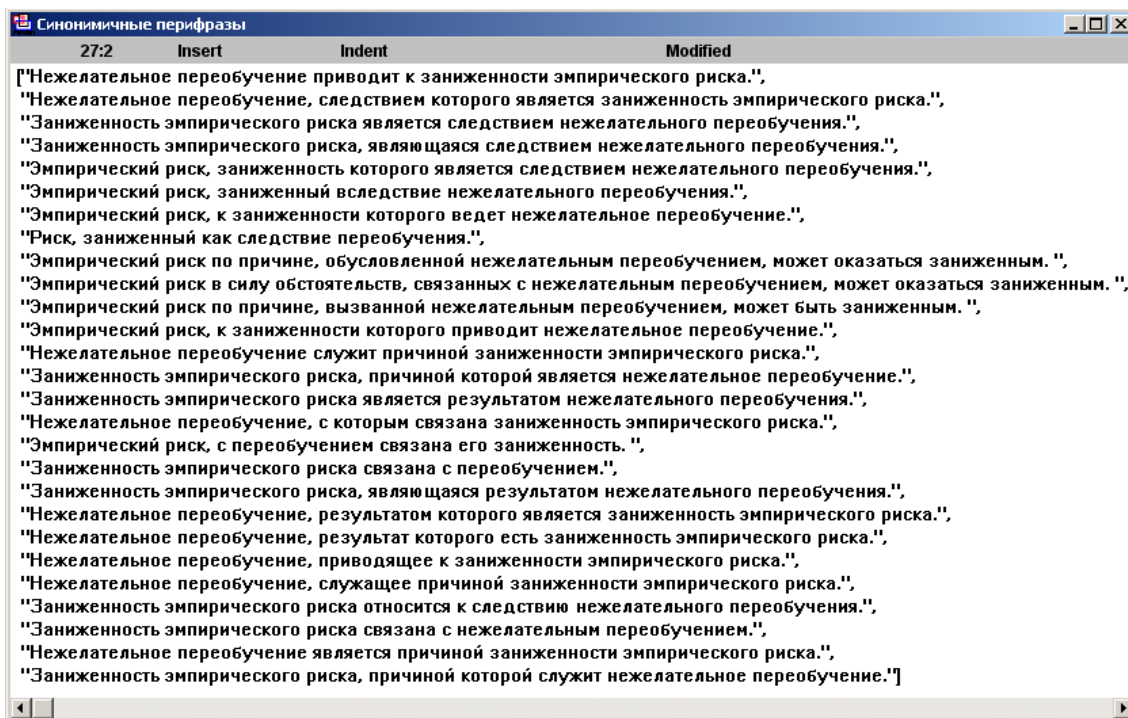 Синонимичные перифразы
27:2 Insert Indent Modified
["Нежелательное переобучение приводит к заниженности эмпирического риска.",
"Нежелательное переобучение, следствием которого является заниженность эмпирического риска.",
"Заниженность эмпирического риска является следствием нежелательного переобучения.",
"Заниженность эмпирического риска, являющаяся следствием нежелательного переобучения.",
"Эмпирический риск, заниженность которого является следствием нежелательного переобучения.",
"Эмпирический риск, заниженный вследствие нежелательного переобучения.",
"Эмпирический риск, к заниженности которого ведет нежелательное переобучение.",
"Риск, заниженный как следствие переобучения.",
"Эмпирический риск по причине, обусловленной нежелательным переобучением, может оказаться заниженным. ",
"Эмпирический риск в силу обстоятельств, связанных с нежелательным переобучением, может оказаться заниженным. ",
"Эмпирический риск по причине, вызванной нежелательным переобучением, может быть заниженным. ",
"Эмпирический риск, к заниженности которого приводит нежелательное переобучение.",
"Нежелательное переобучение служит причиной заниженности эмпирического риска.",
"Заниженность эмпирического риска, причиной которой является нежелательное переобучение.",
"Заниженность эмпирического риска является результатом нежелательного переобучения.",
"Нежелательное переобучение, с которым связана заниженность эмпирического риска.",
"Эмпирический риск, с переобучением связана его заниженность. ",
"Заниженность эмпирического риска связана с переобучением.",
"Заниженность эмпирического риска, являющаяся результатом нежелательного переобучения.",
"Нежелательное переобучение, результатом которого является заниженность эмпирического риска.",
"Нежелательное переобучение, результат которого есть заниженность эмпирического риска.",
"Нежелательное переобучение, приводящее к заниженности эмпирического риска.",
"Нежелательное переобучение, служащее причиной заниженности эмпирического риска.",
"Заниженность эмпирического риска относится к следствию нежелательного переобучения.",
"Заниженность эмпирического риска связана с нежелательным переобучением.",
"Нежелательное переобучение является причиной заниженности эмпирического риска.",
"Заниженность эмпирического риска, причиной которой служит нежелательное переобучение."]